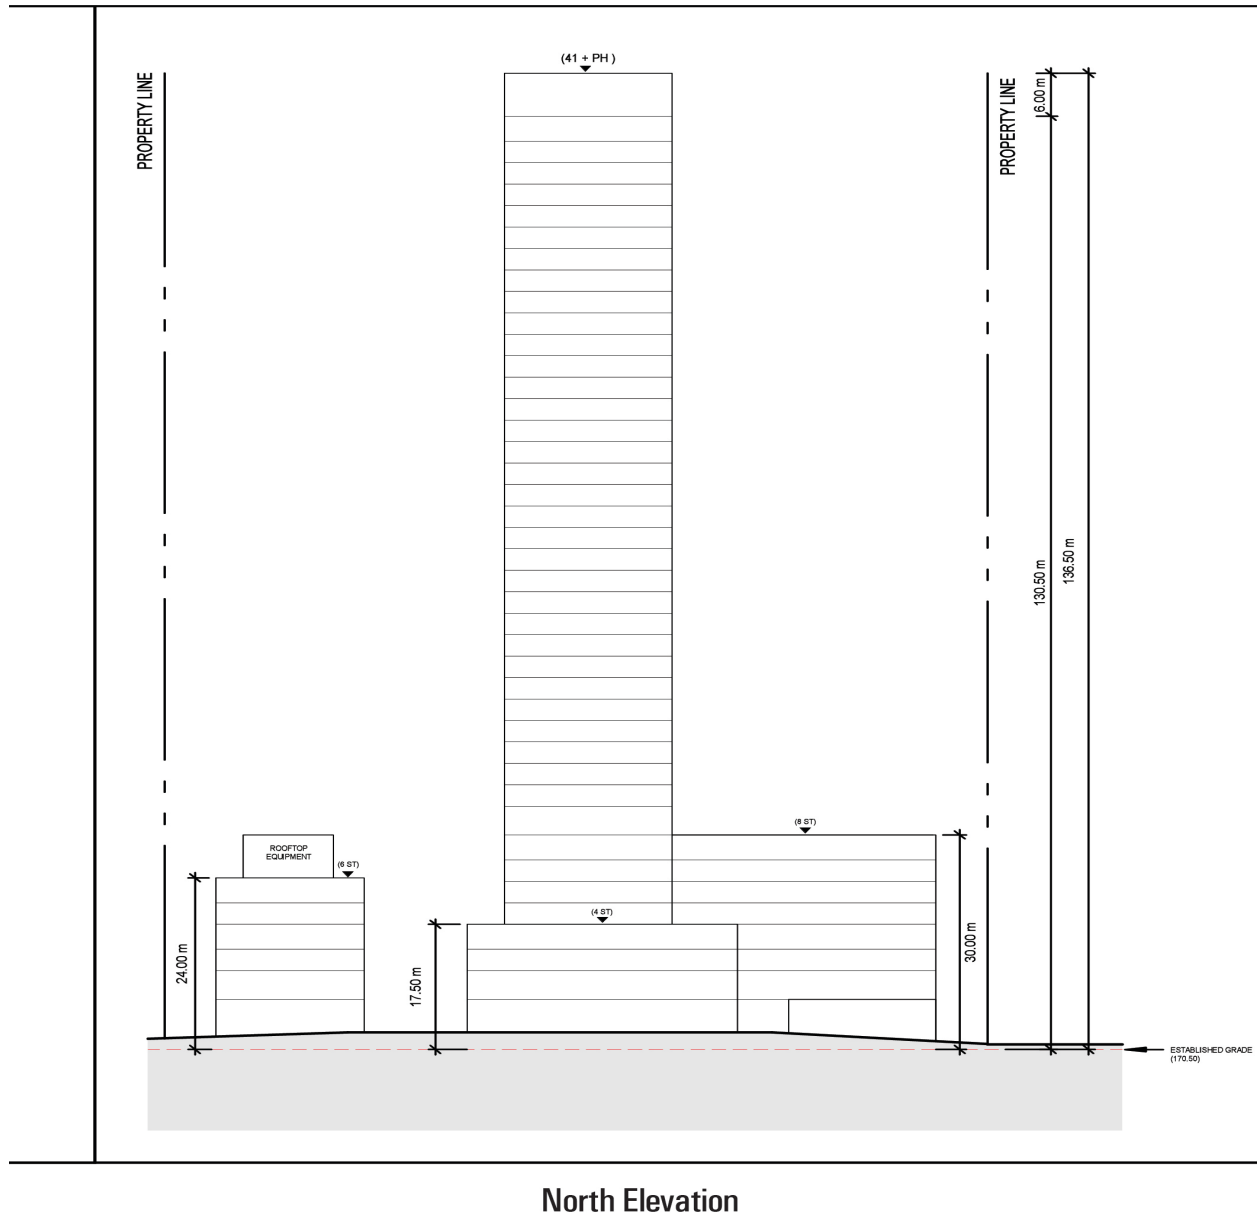 (41 + PH )
PROPERTY LINE
PROPERTY LINE
6.00 m
130.50 m
136.50 m
(8 ST)
ROOFTOP
EQUIPMENT
(6 ST)
(4 ST)
24.00 m
17.50 m
30.00 m
ESTABLISHED GRADE
(170.50)
North Elevation